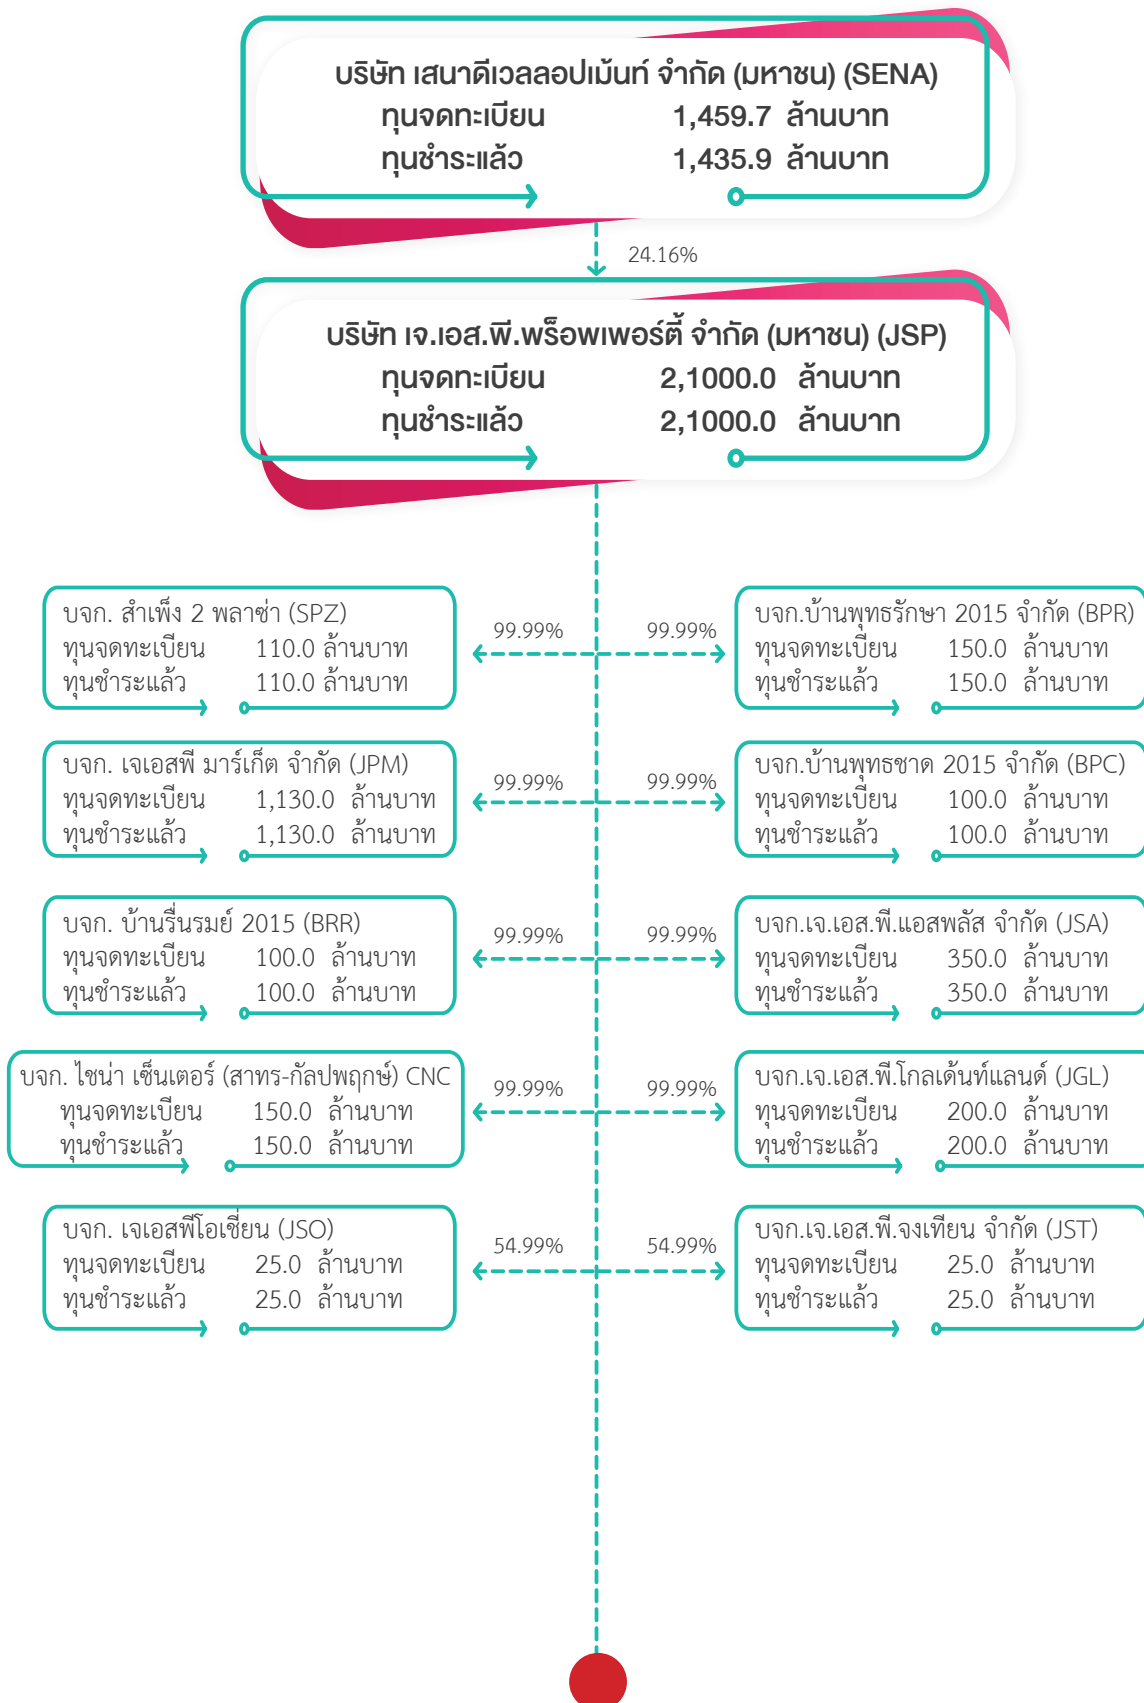 บริษัท เสนาดีเวลลอปเม้นท์ จำกัด (มหาชน) (SENA)
ทุนจดทะเบียน 1,459.7 ล้านบาท
ทุนชำระแล้ว 1,435.9 ล้านบาท
24.16%
บริษัท เจ.เอส.พี.พร็อพเพอร์ตี้ จำกัด (มหาชน) (JSP)
ทุนจดทะเบียน 2,1000.0 ล้านบาท
ทุนชำระแล้ว 2,1000.0 ล้านบาท
บจก. สำเพ็ง 2 พลาซ่า (SPZ)
ทุนจดทะเบียน 110.0 ล้านบาท
ทุนชำระแล้ว 110.0 ล้านบาท
99.99%
99.99%
บจก.บ้านพุทธรักษา 2015 จำกัด (BPR)
ทุนจดทะเบียน 150.0 ล้านบาท
ทุนชำระแล้ว 150.0 ล้านบาท
บจก. เจเอสพี มาร์เก็ต จำกัด (JPM)
ทุนจดทะเบียน 1,130.0 ล้านบาท
ทุนชำระแล้ว 1,130.0 ล้านบาท
99.99%
99.99%
บจก.บ้านพุทธชาด 2015 จำกัด (BPC)
ทุนจดทะเบียน 100.0 ล้านบาท
ทุนชำระแล้ว 100.0 ล้านบาท
บจก. บ้านรื่นรมย์ 2015 (BRR)
ทุนจดทะเบียน 100.0 ล้านบาท
ทุนชำระแล้ว 100.0 ล้านบาท
99.99%
99.99%
บจก.เจ.เอส.พี.แอสพลัส จำกัด (JSA)
ทุนจดทะเบียน 350.0 ล้านบาท
ทุนชำระแล้ว 350.0 ล้านบาท
บจก. ไชน่า เซ็นเตอร์ (สาทร-กัลปพฤกษ์) CNC
ทุนจดทะเบียน 150.0 ล้านบาท
ทุนชำระแล้ว 150.0 ล้านบาท
99.99%
99.99%
บจก.เจ.เอส.พี.โกลเด้นท์แลนด์ (JGL)
ทุนจดทะเบียน 200.0 ล้านบาท
ทุนชำระแล้ว 200.0 ล้านบาท
บจก. เจเอสพีโอเชี่ยน (JSO)
ทุนจดทะเบียน 25.0 ล้านบาท
ทุนชำระแล้ว 25.0 ล้านบาท
54.99%
54.99%
บจก.เจ.เอส.พี.จงเทียน จำกัด (JST)
ทุนจดทะเบียน 25.0 ล้านบาท
ทุนชำระแล้ว 25.0 ล้านบาท